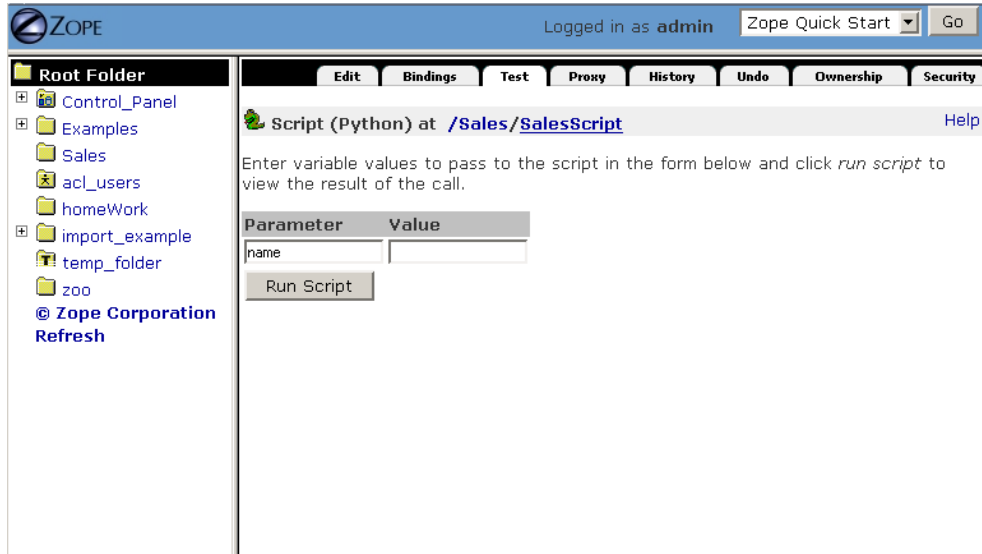 ZOPE
Logged in as admin
Zope Quick Start
Go
Root Folder
Control_Panel
Examples
Sales
acl_users
homeWork
import_example
temp_folder
zoo
© Zope Corporation
Refresh
Edit Bindings Test Proxy History Undo Ownership Security
Script (Python) at /Sales/SalesScript
Help
Enter variable values to pass to the script in the form below and click run script to
view the result of the call.
Parameter Value
name
Run Script